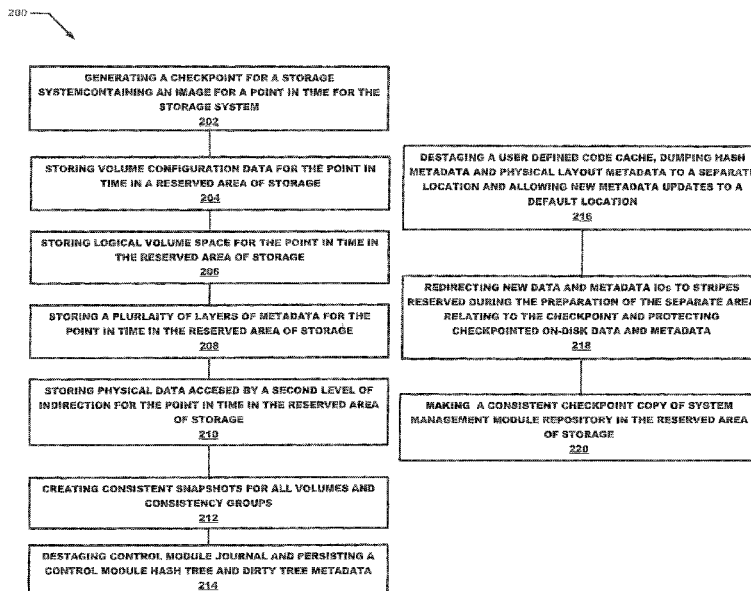 200
GENERATING A CHECKPOINT FOR A STORAGE
SYSTEMCONTAINING AN IMAGE FOR A POINT IN TIME FOR THE
STORAGE SYSTEM
202
STORING VOLUME CONFIGURATION DATA FOR THE POINT IN
TIME IN A RESERVED AREA OF STORAGE
204
STORING LOGICAL VOLUME SPACE FOR THE POINT IN TIME IN
THE RESERVED AREA OF STORAGE
206
STORING A PLURLAITY OF LAYERS OF METADATA FOR THE
POINT IN TIME IN THE RESERVED AREA OF STORAGE
208
STORING PHYSICAL DATA ACCESED BY A SECOND LEVEL OF
INDIRECTION FOR THE POINT IN TIME IN THE RESERVED AREA
OF STORAGE
210
CREATING CONSISTENT SNAPSHOTS FOR ALL VOLUMES AND
CONSISTENCY GROUPS
212
DESTAGING CONTROL MODULE JOURNAL AND PERSISTING A
CONTROL MODULE HASH TREE AND DIRTY TREE METADATA
214
DESTAGING A USER DEFINED CODE CACHE, DUMPING HASH
METADATA AND PHYSICAL LAYOUT METADATA TO A SEPARATE
LOCATION AND ALLOWING NEW METADATA UPDATES TO A
DEFAULT LOCATION
216
REDIRECTING NEW DATA AND METADATA IOs TO STRIPES
RESERVED DURING THE PREPARATION OF THE SEPARATE AREA
RELATING TO THE CHECKPOINT AND PROTECTING
CHECKPOINTED ON-DISK DATA AND METADATA
218
MAKING A CONSISTENT CHECKPOINT COPY OF SYSTEM
MANAGEMENT MODULE REPOSITORY IN THE RESERVED AREA
OF STORAGE
220